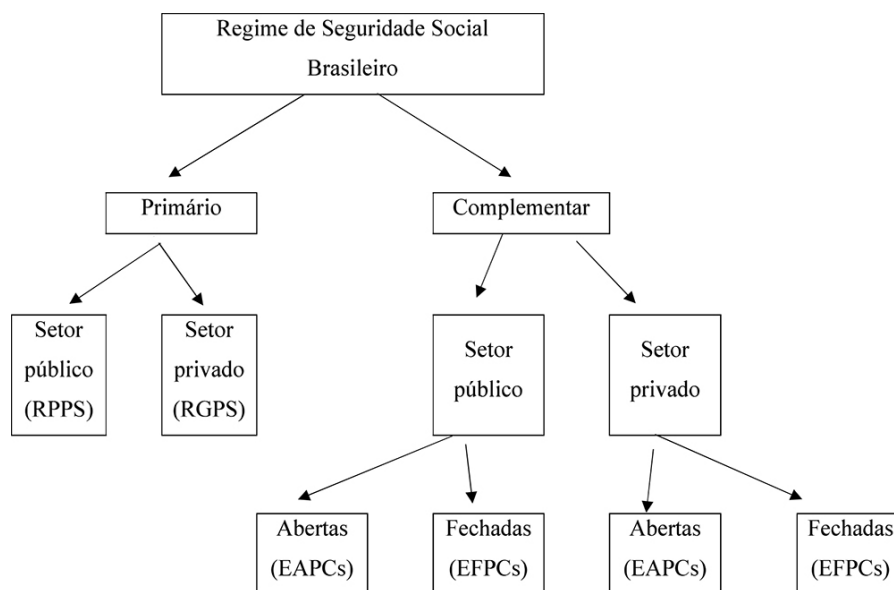 Regime de Seguridade Social
Brasileiro
Primário
Complementar
Setor
público
(RPPS)
Setor
privado
(RGPS)
Setor
público
Setor
privado
Abertas
(EAPCs)
Fechadas
(EFPCs)
Abertas
(EAPCs)
Fechadas
(EFPCs)